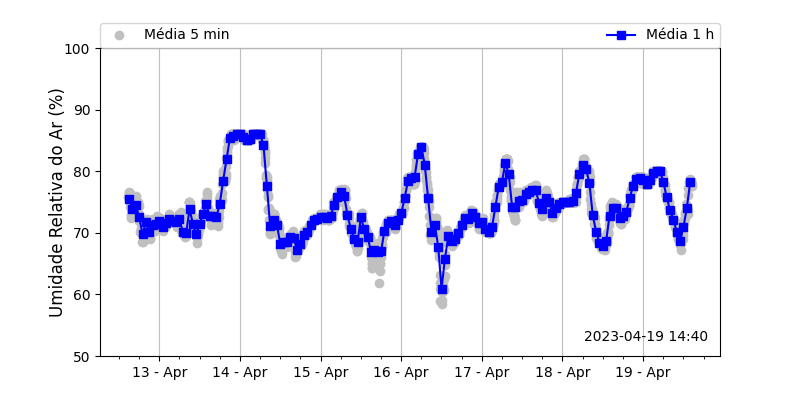 Média 5 min
Média 1 h
Umidade Relativa do Ar (%)
100
90
80
70
60
50
2023-04-19 14:40
13 - Apr
14 - Apr
15 - Apr
16 - Apr
17 - Apr
18 - Apr
19 - Apr